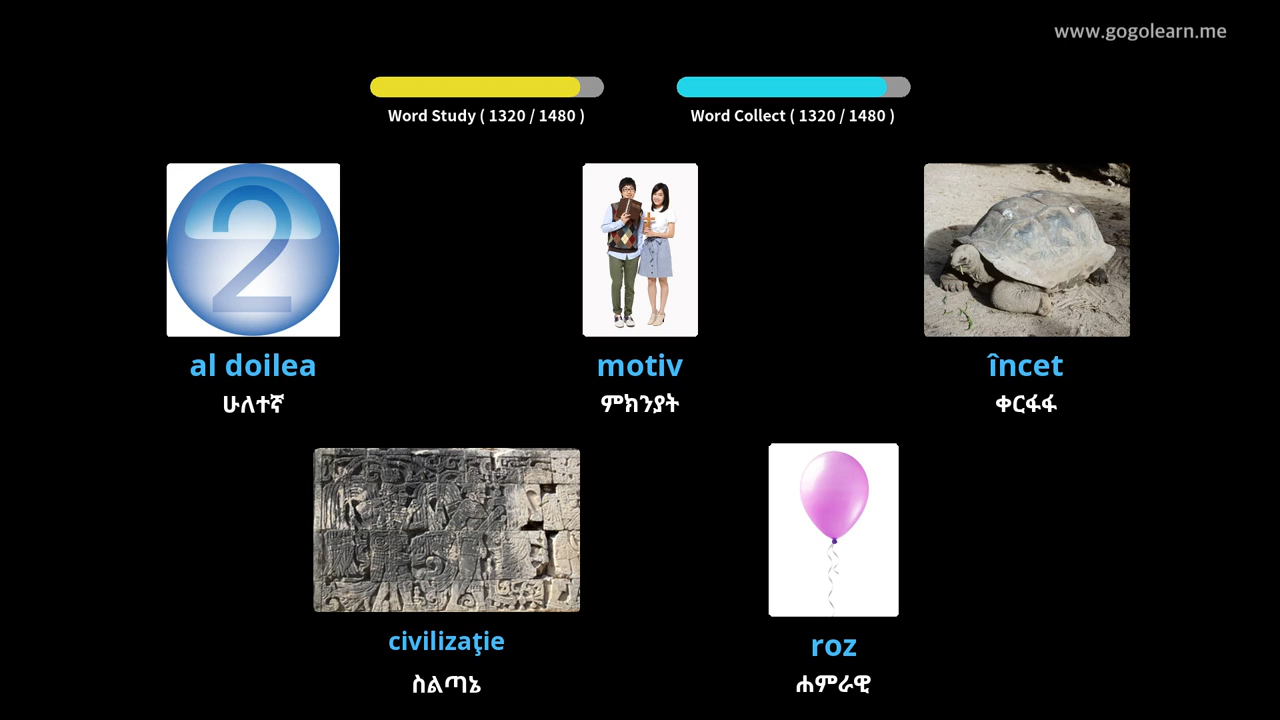 www.gogolearn.me
Word Study ( 1320 / 1480 )
Word Collect ( 1320 / 1480 )
2
al doilea
motiv
încet
ሁለተኛ
ምክንያት
ቀርፋፋ
civilizaţie
roz
ስልጣኔ
ሐምራዊ